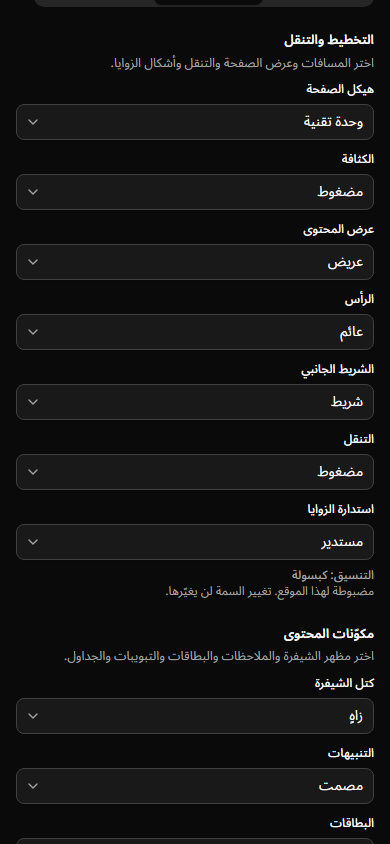 التخطيط والتنقل
اختر المسافات وعرض الصفحة والتنقل وأشكال الزوايا.
هيكل الصفحة
وحدة تقنية
الكثافة
مضغوط
عرض المحتوى
عريض
الرأس
عائم
الشريط الجانبي
شريط
التنقل
مضغوط
استدارة الزوايا
مستدير
التنسيق: كبسولة
مضبوطة لهذا الموقع. تغيير السمة لن يغيّرها.
مكوّنات المحتوى
اختر مظهر الشيفرة والملاحظات والبطاقات والتبويبات والجداول.
كتل الشيفرة
زاهٍ
التنبيهات
مصمت
البطاقات